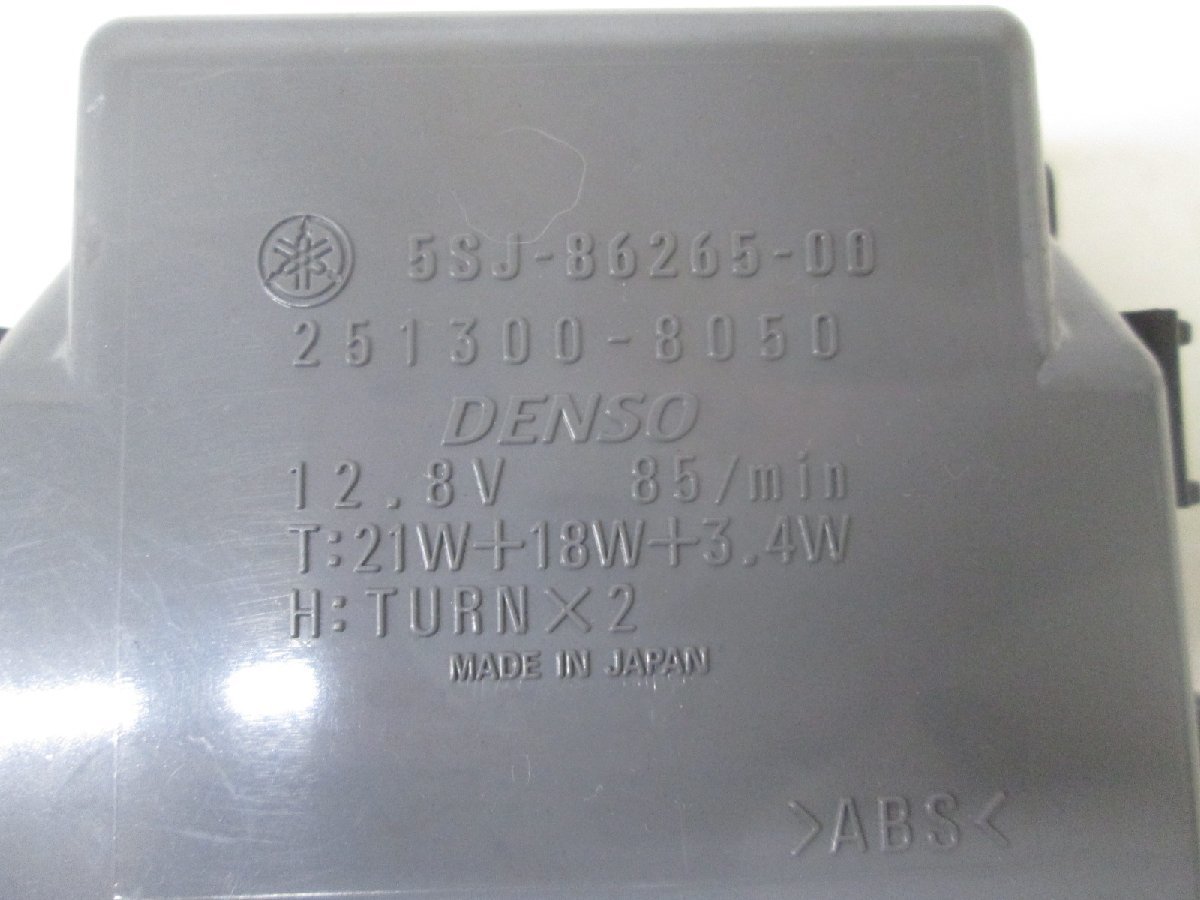 5SJ-86265-00
251300-8050
DENSO
12.8V 85/min
T:21W+18W+3.4W
H:TURN×2
MADE IN JAPAN
>ABS<